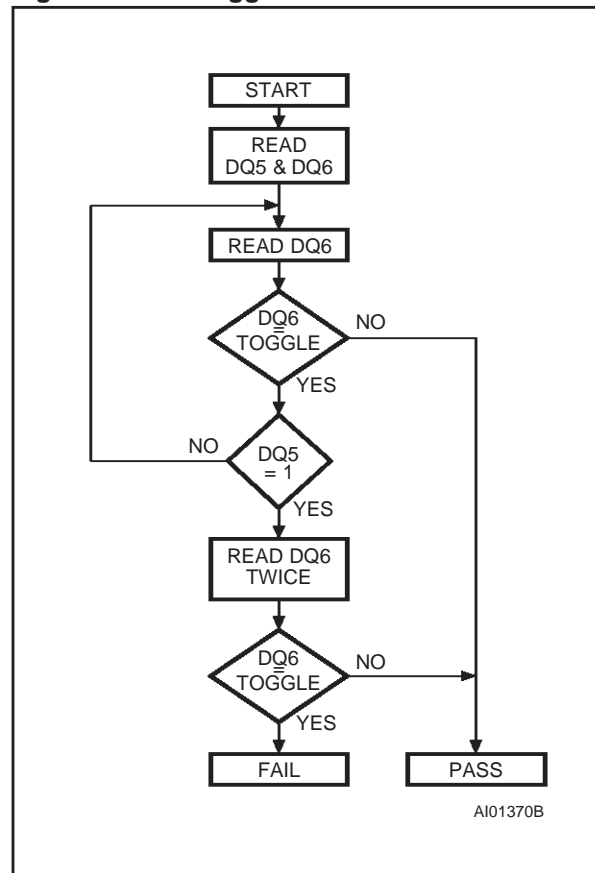 START
READ
DQ5 & DQ6
READ DQ6
DQ6
=
TOGGLE
NO
YES
NO
DQ5
= 1
YES
READ DQ6
TWICE
DQ6
=
TOGGLE
NO
YES
FAIL
PASS
AI01370B